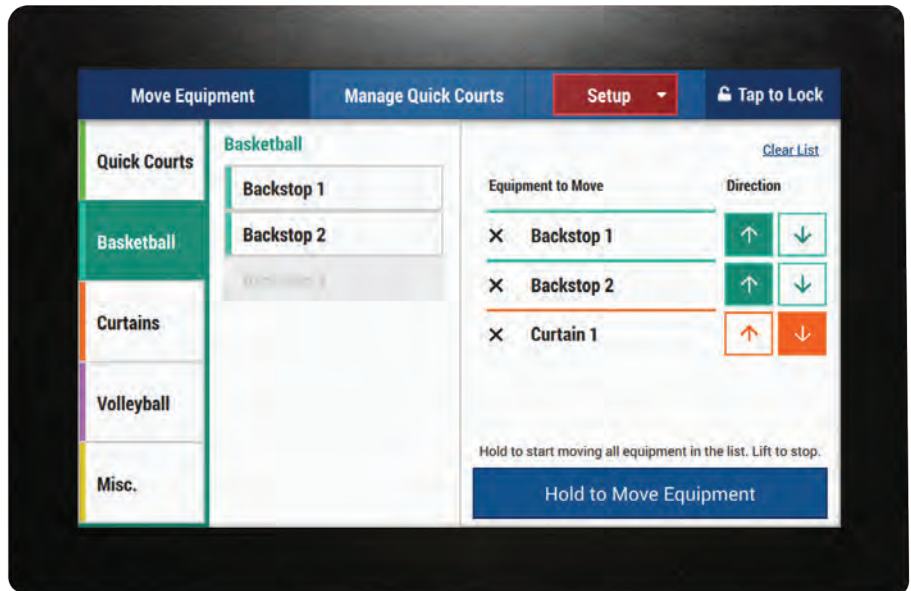 Move Equipment
Manage Quick Courts
Setup
Tap to Lock
Quick Courts
Basketball
Curtains
Volleyball
Misc.
Basketball
Backstop 1
Backstop 2
Clear List
Equipment to Move
Direction
Backstop 1
Backstop 2
Curtain 1
Hold to start moving all equipment in the list. Lift to stop.
Hold to Move Equipment